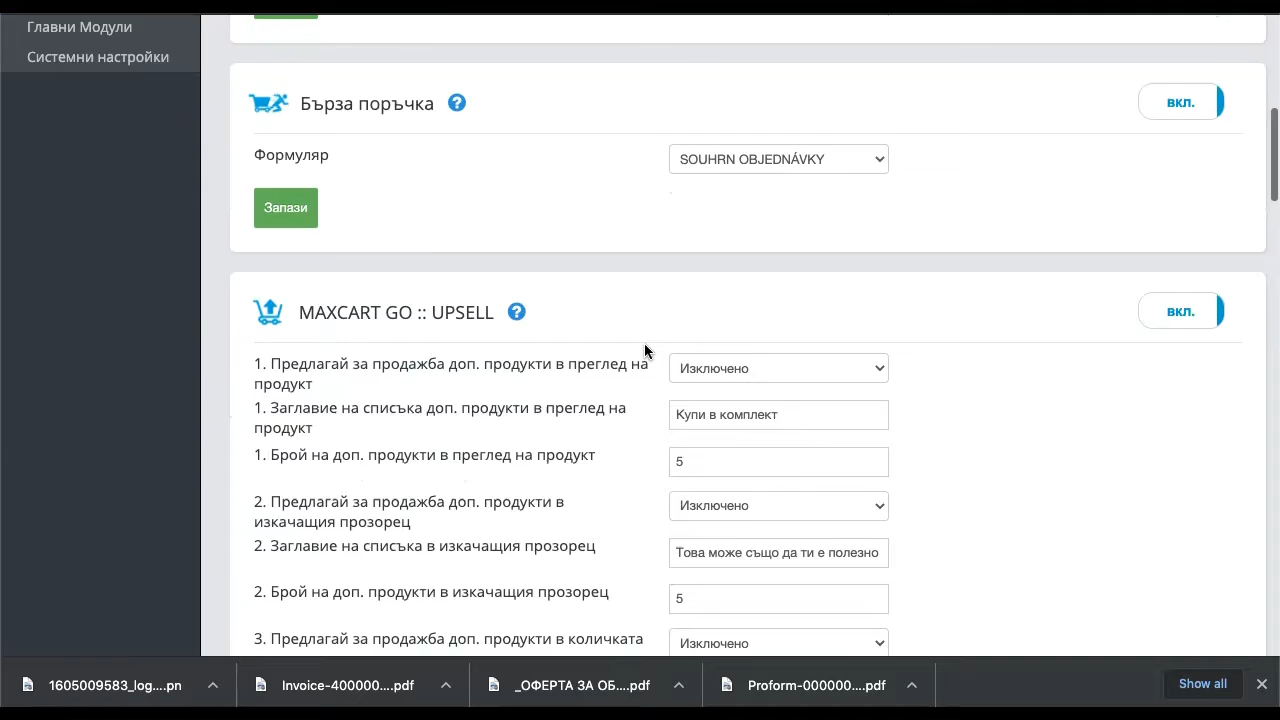 Главни Модули
Системни настройки
Бърза поръчка ?
вкл.
Формуляр
SOUHRN OBJEDNÁVKY
Запази
MAXCART GO :: UPSELL ?
вкл.
1. Предлагай за продажба доп. продукти в преглед на
продукт
Изключено
1. Заглавие на списъка доп. продукти в преглед на
продукт
Купи в комплект
1. Брой на доп. продукти в преглед на продукт
5
2. Предлагай за продажба доп. продукти в
изкачащия прозорец
Изключено
2. Заглавие на списъка в изкачащия прозорец
Това може също да ти е полезно
2. Брой на доп. продукти в изкачащия прозорец
5
3. Предлагай за продажба доп. продукти в количката
Изключено
1605009583_log....pn
Invoice-400000....pdf
_ОФЕРТА ЗА ОБ....pdf
Proform-000000....pdf
Show all